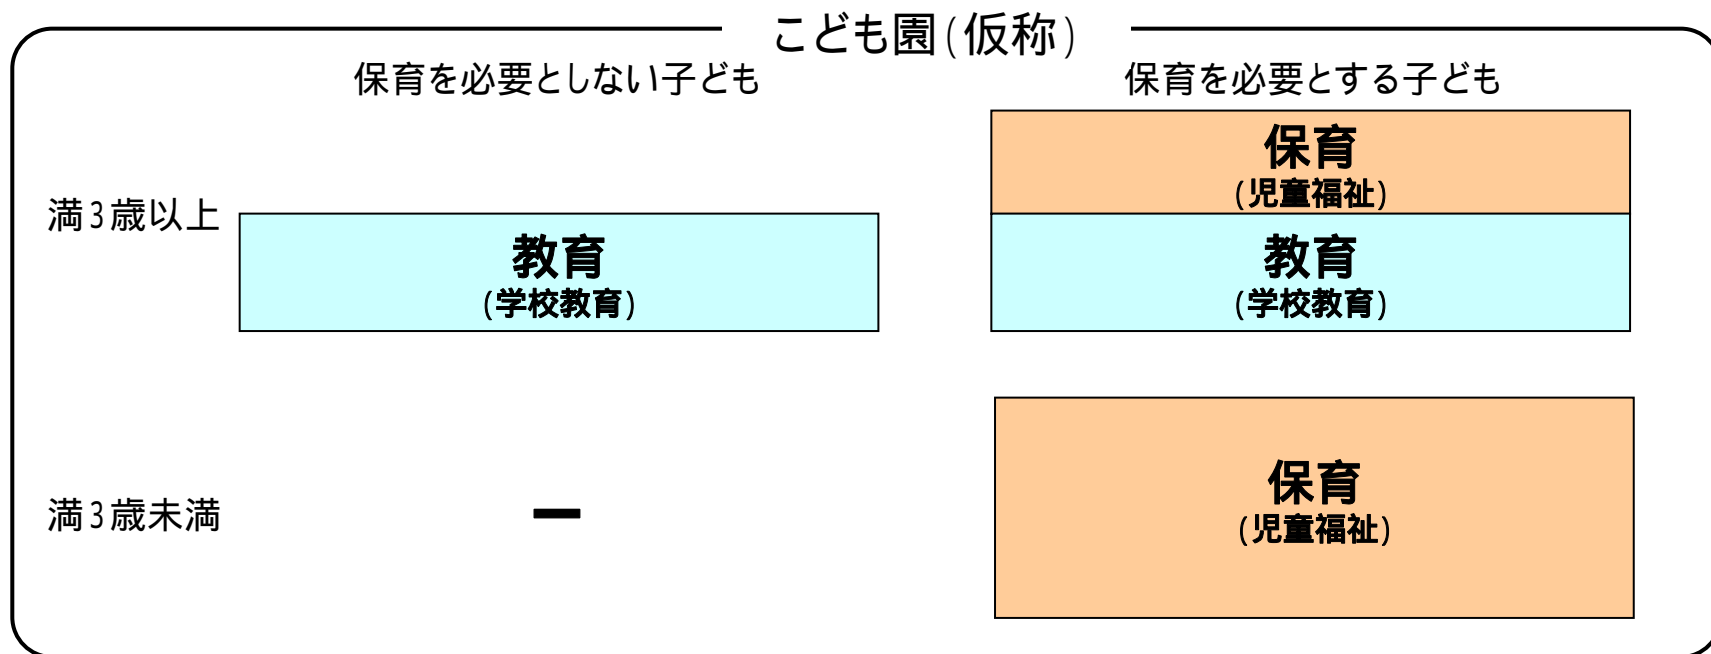 こども園(仮称)
保育を必要としない子ども
保育を必要とする子ども
保育
(児童福祉)
満3歳以上
教育
(学校教育)
教育
(学校教育)
満3歳未満
ー
保育
(児童福祉)